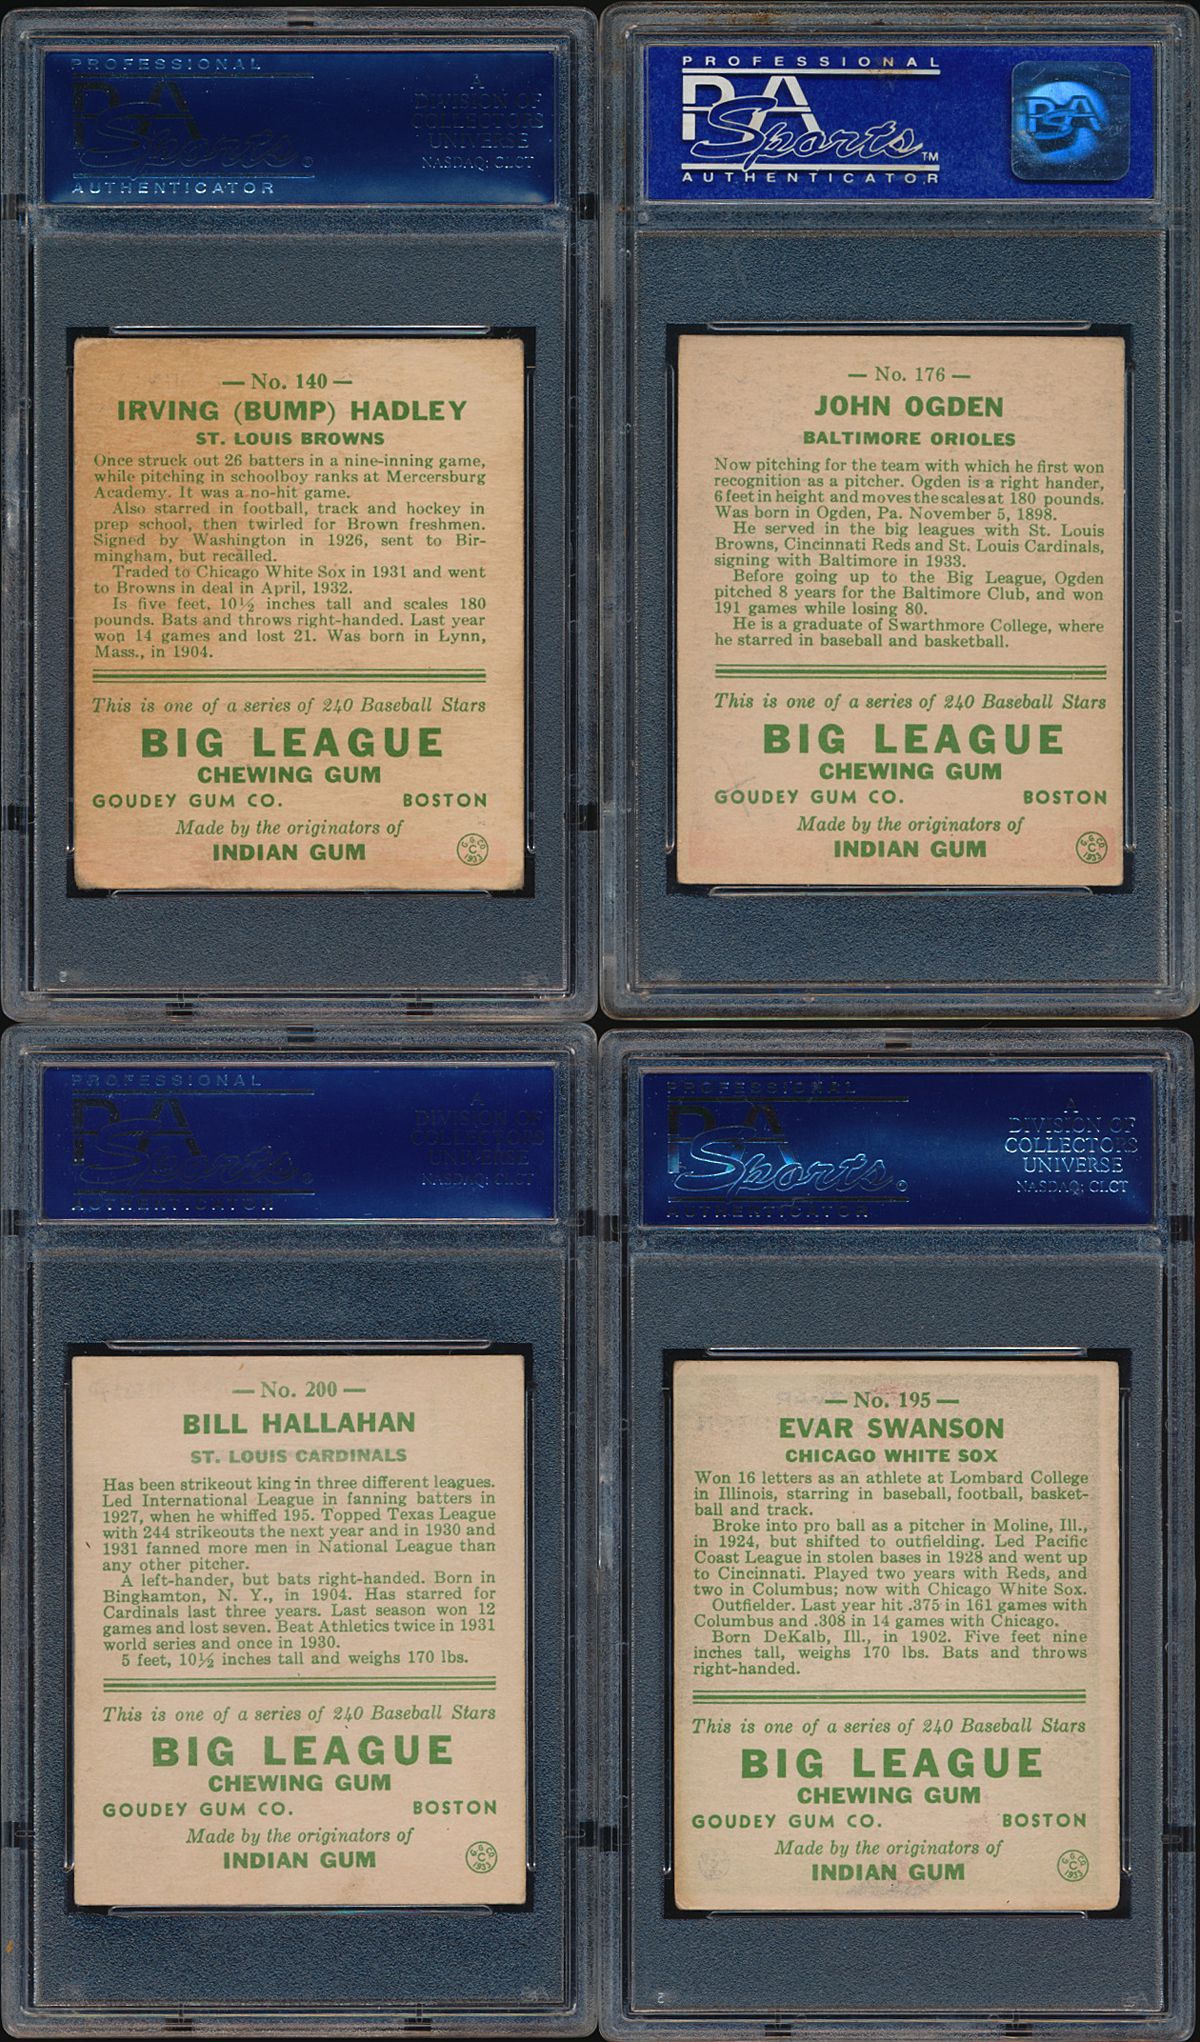 PROFESSIONAL
PSA
Sports
AUTHENTICATOR
A
DIVISION OF
COLLECTORS
UNIVERSE
NASDAQ: CLCT
— No. 140 —
IRVING (BUMP) HADLEY
ST. LOUIS BROWNS
Once struck out 26 batters in a nine-inning game,
while pitching in schoolboy ranks at Mercersburg
Academy. It was a no-hit game.
Also starred in football, track and hockey in
prep school, then twirled for Brown freshmen.
Signed by Washington in 1926, sent to Bir-
mingham, but recalled.
Traded to Chicago White Sox in 1931 and went
to Browns in deal in April, 1932.
Is five feet, 10½ inches tall and scales 180
pounds. Bats and throws right-handed. Last year
won 14 games and lost 21. Was born in Lynn,
Mass., in 1904.
This is one of a series of 240 Baseball Stars
BIG LEAGUE
CHEWING GUM
GOUDEY GUM CO. BOSTON
Made by the originators of
INDIAN GUM
G. G. CO.
C
1933
PROFESSIONAL
PSA
Sports™
AUTHENTICATOR
PSA
— No. 176 —
JOHN OGDEN
BALTIMORE ORIOLES
Now pitching for the team with which he first won
recognition as a pitcher. Ogden is a right hander,
6 feet in height and moves the scales at 180 pounds.
Was born in Ogden, Pa. November 5, 1898.
He served in the big leagues with St. Louis
Browns, Cincinnati Reds and St. Louis Cardinals,
signing with Baltimore in 1933.
Before going up to the Big League, Ogden
pitched 8 years for the Baltimore Club, and won
191 games while losing 80.
He is a graduate of Swarthmore College, where
he starred in baseball and basketball.
This is one of a series of 240 Baseball Stars
BIG LEAGUE
CHEWING GUM
GOUDEY GUM CO. BOSTON
Made by the originators of
INDIAN GUM
G. G. CO.
C
1933
PROFESSIONAL
PSA
Sports©
AUTHENTICATOR
A
DIVISION OF
COLLECTORS
UNIVERSE
NASDAQ: CLCT
— No. 200 —
BILL HALLAHAN
ST. LOUIS CARDINALS
Has been strikeout king in three different leagues.
Led International League in fanning batters in
1927, when he whiffed 195. Topped Texas League
with 244 strikeouts the next year and in 1930 and
1931 fanned more men in National League than
any other pitcher.
A left-hander, but bats right-handed. Born in
Binghamton, N. Y., in 1904. Has starred for
Cardinals last three years. Last season won 12
games and lost seven. Beat Athletics twice in 1931
world series and once in 1930.
5 feet, 10½ inches tall and weighs 170 lbs.
This is one of a series of 240 Baseball Stars
BIG LEAGUE
CHEWING GUM
GOUDEY GUM CO. BOSTON
Made by the originators of
INDIAN GUM
G. G. CO.
C
1933
PROFESSIONAL
PSA
Sports©
AUTHENTICATOR
A
DIVISION OF
COLLECTORS
UNIVERSE
NASDAQ: CLCT
— No. 195 —
EVAR SWANSON
CHICAGO WHITE SOX
Won 16 letters as an athlete at Lombard College
in Illinois, starring in baseball, football, basket-
ball and track.
Broke into pro ball as a pitcher in Moline, Ill.,
in 1924, but shifted to outfielding. Led Pacific
Coast League in stolen bases in 1928 and went up
to Cincinnati. Played two years with Reds, and
two in Columbus; now with Chicago White Sox.
Outfielder. Last year hit .375 in 161 games with
Columbus and .308 in 14 games with Chicago.
Born DeKalb, Ill., in 1902. Five feet nine
inches tall, weighs 170 lbs. Bats and throws
right-handed.
This is one of a series of 240 Baseball Stars
BIG LEAGUE
CHEWING GUM
GOUDEY GUM CO. BOSTON
Made by the originators of
INDIAN GUM
G. G. CO.
C
1933